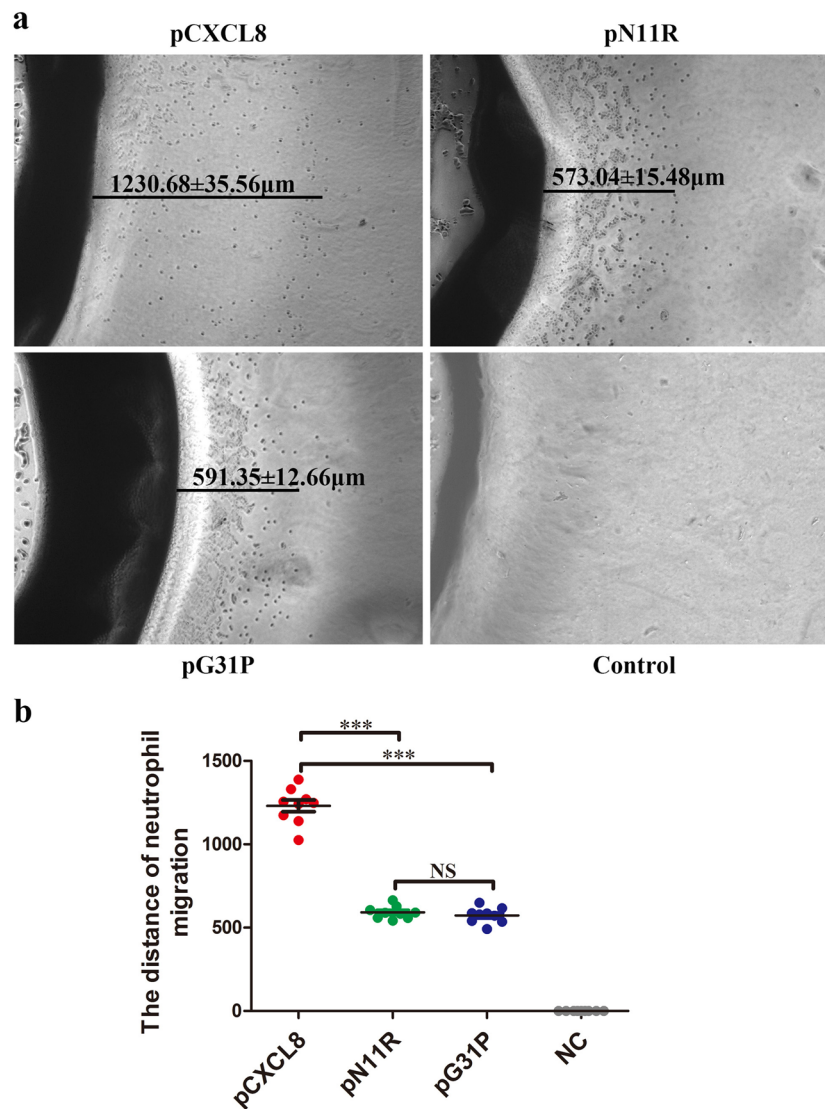 a
pCXCL8
pN11R
1230.68±35.56μm
573.04±15.48μm
591.35±12.66μm
pG31P
Control
b
The distance of neutrophil
migration
1500
1000
500
0
***
***
NS
pCXCL8
pN11R
pG31P
NC